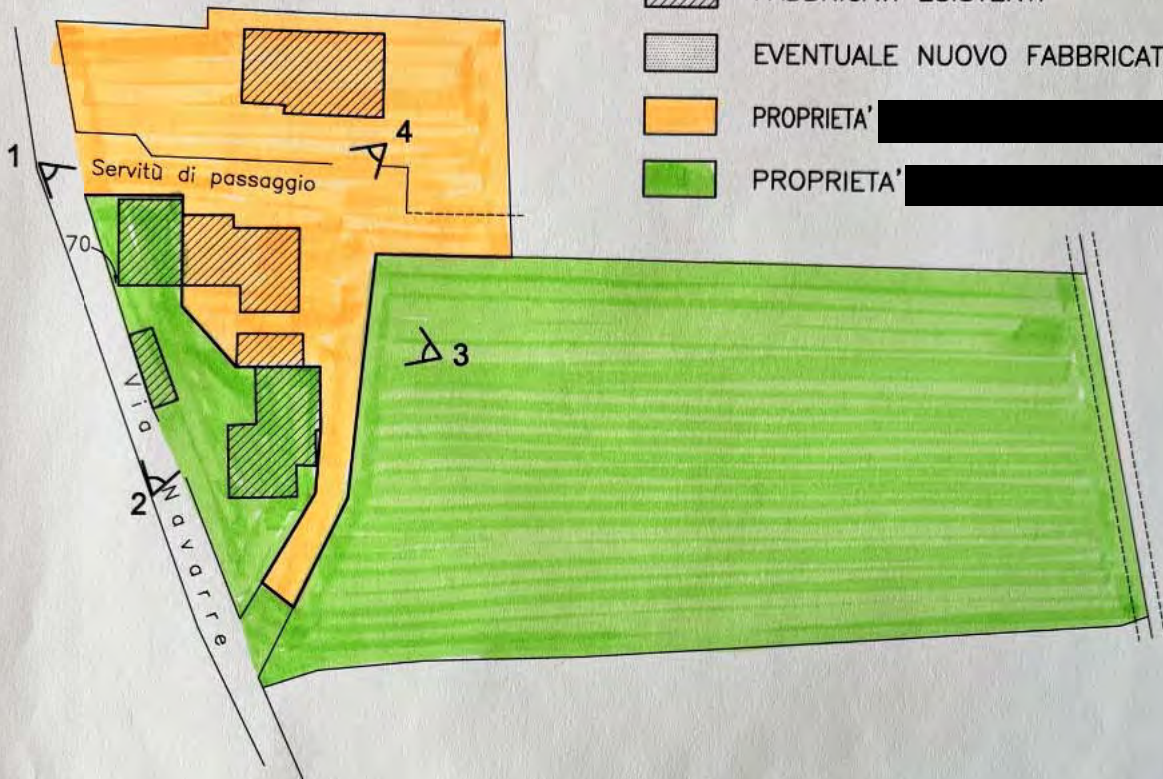 EVENTUALE NUOVO FABBRICAT
PROPRIETA'
PROPRIETA'
1
Servitù di passaggio
4
70
3
Via Navarre
2